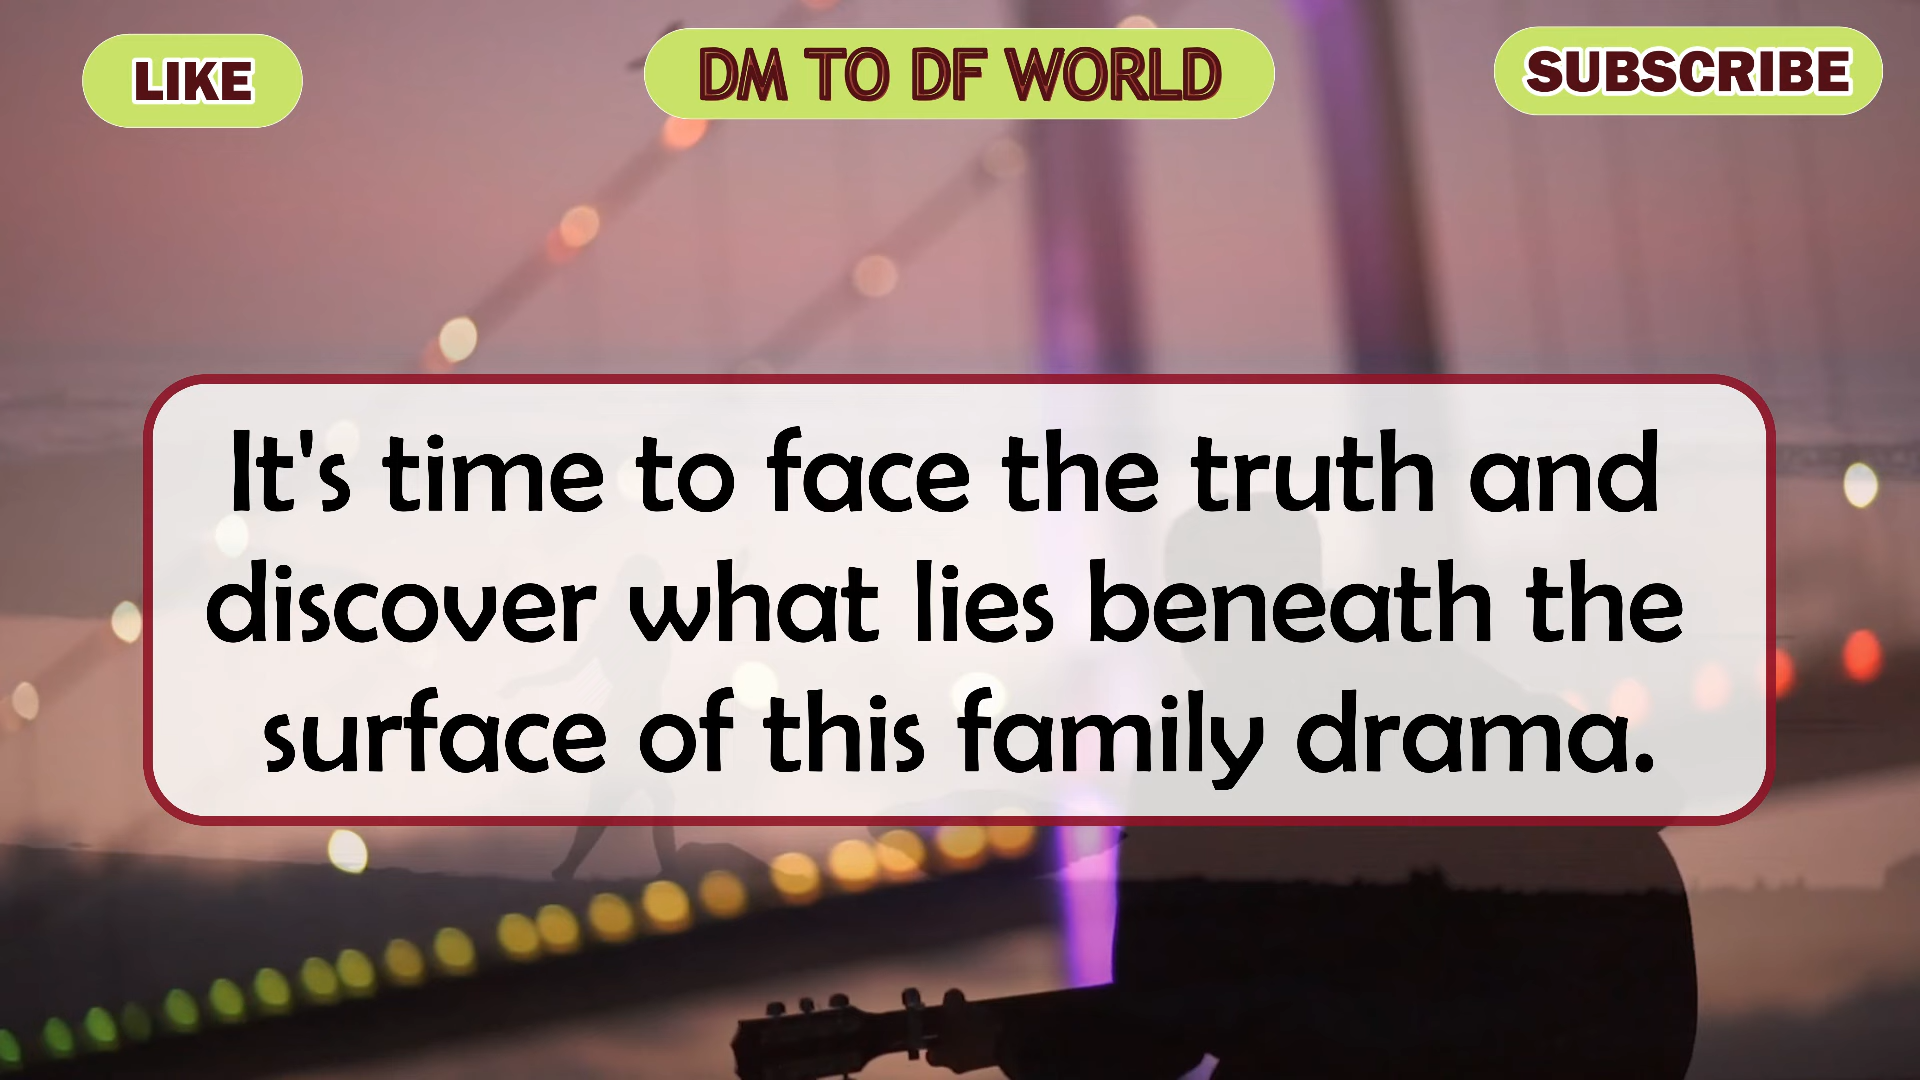 LIKE
DM TO DF WORLD
SUBSCRIBE
It's time to face the truth and
discover what lies beneath the
surface of this family drama.